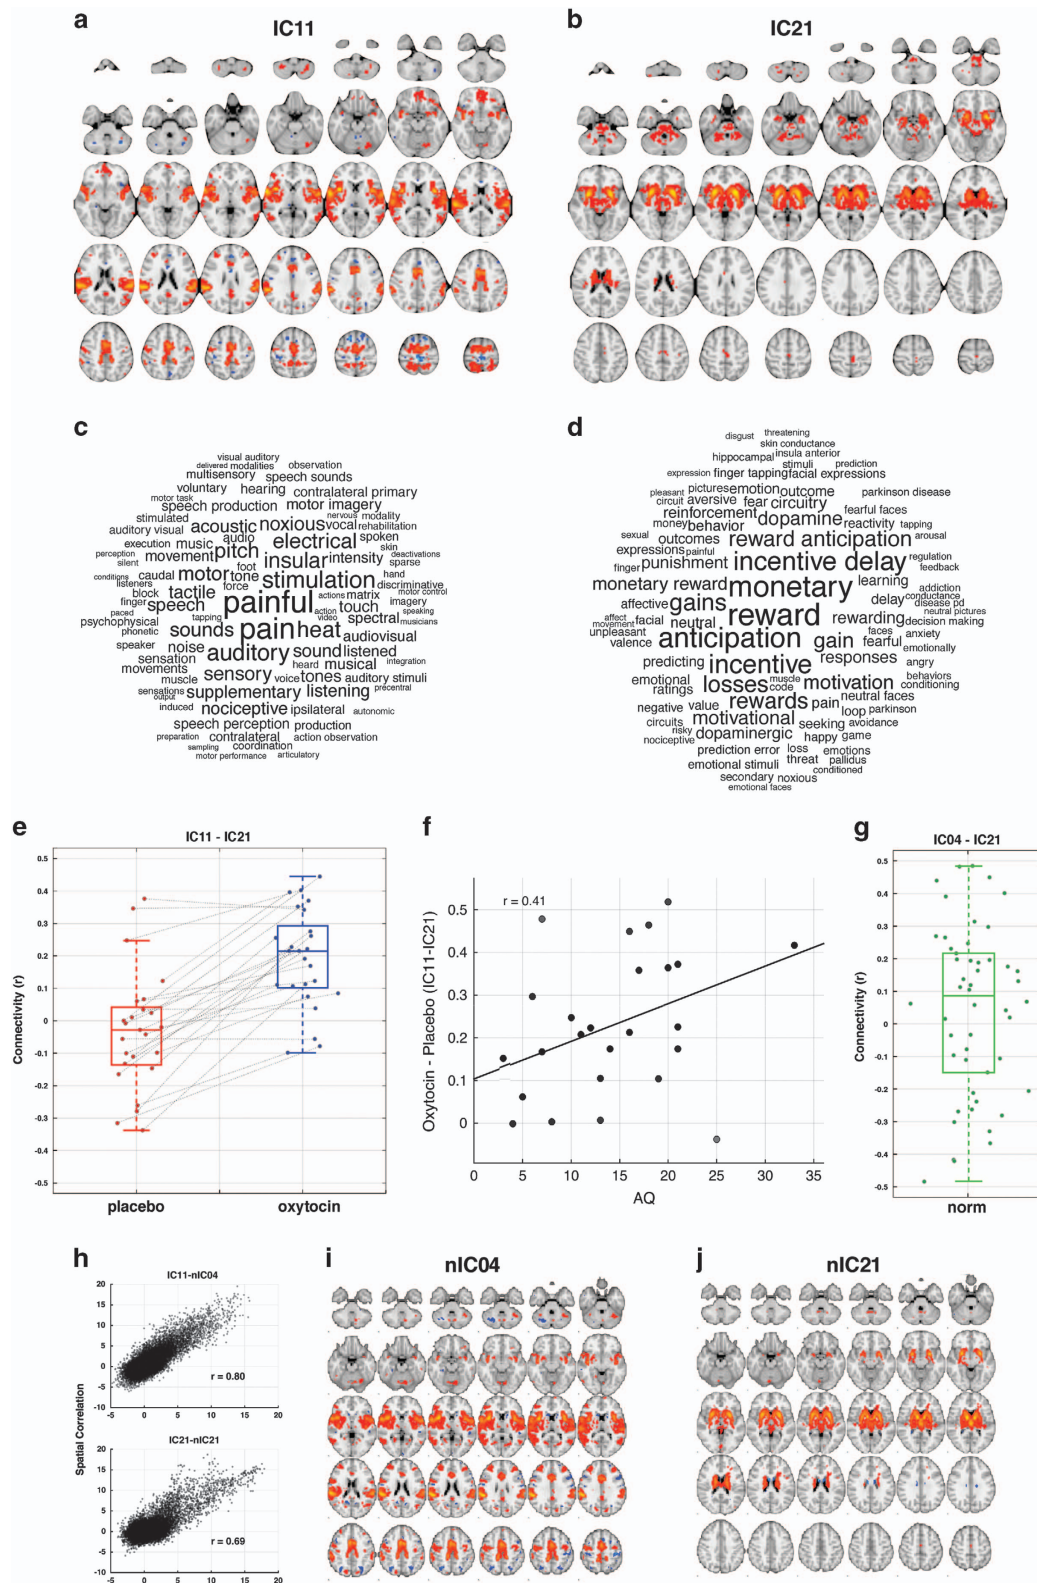 a
IC11
b
IC21
c
visual auditory
delivered modalities observation
multisensory speech sounds
voluntary hearing contralateral primary
motor task
speech production motor imagery
nervous modality
stimulated acoustic noxious vocal rehabilitation
auditory visual audio electrical spoken
execution music pitch skin
perception movement insular intensity deactivations
silent foot sparse
conditions caudal motor tone stimulation hand
listeners tactile force discriminative
block painful actions matrix motor control
finger speech action touch imagery
paced tapping video speaking
psychophysical spectral musicians
phonetic sounds pain heat audiovisual
speaker noise auditory sound listened
sensation heard musical integration
movements sensory voice tones auditory stimuli
muscle precentral
sensations supplementary listening
output
induced nociceptive ipsilateral autonomic
speech perception production
preparation contralateral action observation
sampling coordination
motor performance articulatory
d
threatening
disgust skin conductance
hippocampal insula anterior
stimuli prediction
expression finger tapping facial expressions
pleasant pictures emotion outcome parkinson disease
circuit aversive fear circuitry
reinforcement dopamine fearful faces
money behavior reactivity tapping
sexual outcomes reward anticipation arousal
expressions painful regulation
finger punishment incentive delay feedback
monetary reward monetary learning addiction
affective gains delay conductance
disease pd
affect facial neutral reward rewarding neutral pictures
movement decision making
unpleasant anticipation gain faces anxiety
valence fearful emotionally
predicting incentive responses angry
emotional losses muscle motivation behaviors
ratings code neutral faces conditioning
negative value rewards pain loop parkinson
circuits motivational seeking avoidance
risky dopaminergic happy game
nociceptive prediction error loss emotions
emotional stimuli threat pallidus
secondary noxious conditioned
emotional faces
e
IC11 - IC21
Connectivity (r)
0.5
0.4
0.3
0.2
0.1
0
-0.1
-0.2
-0.3
-0.4
-0.5
placebo oxytocin
f
r = 0.41
Oxytocin - Placebo (IC11-IC21)
0.5
0.4
0.3
0.2
0.1
0
0 5 10 15 20 25 30 35
AQ
g
IC04 - IC21
Connectivity (r)
0.5
0.4
0.3
0.2
0.1
0
-0.1
-0.2
-0.3
-0.4
-0.5
norm
h
IC11-nIC04
20
15
10
5
0
-5
-10
r = 0.80
-5 0 5 10 15 20
Spatial Correlation
IC21-nIC21
20
15
10
5
0
-5
-10
r = 0.69
-5 0 5 10 15 20
i
nIC04
j
nIC21